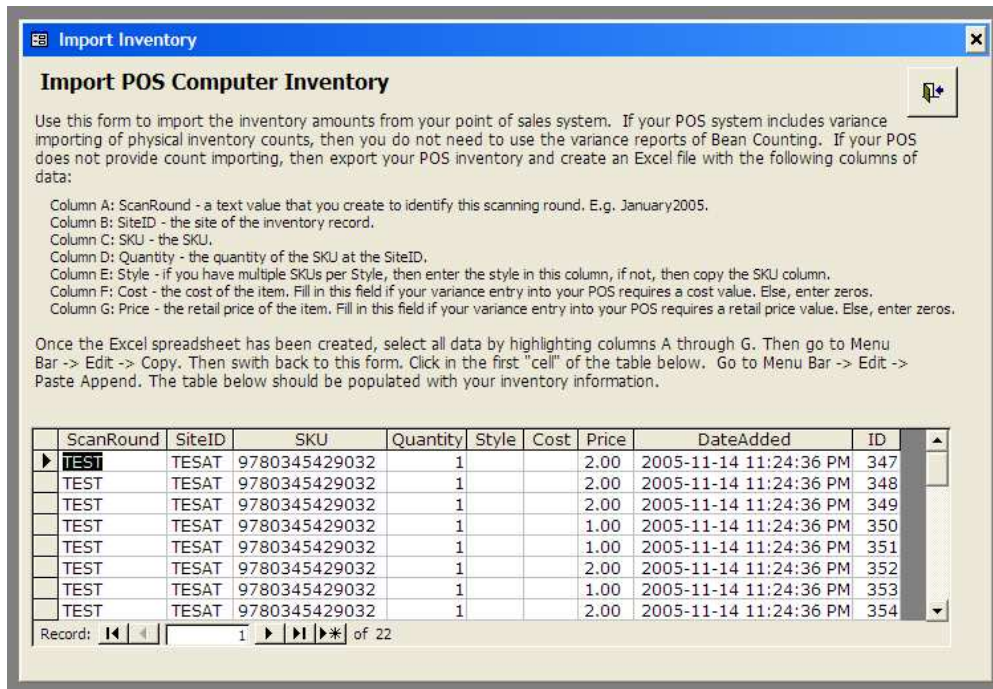 Import Inventory
Import POS Computer Inventory
Use this form to import the inventory amounts from your point of sales system. If your POS system includes variance
importing of physical inventory counts, then you do not need to use the variance reports of Bean Counting. If your POS
does not provide count importing, then export your POS inventory and create an Excel file with the following columns of
data:
Column A: ScanRound - a text value that you create to identify this scanning round. E.g. January2005.
Column B: SiteID - the site of the inventory record.
Column C: SKU - the SKU.
Column D: Quantity - the quantity of the SKU at the SiteID.
Column E: Style - if you have multiple SKUs per Style, then enter the style in this column, if not, then copy the SKU column.
Column F: Cost - the cost of the item. Fill in this field if your variance entry into your POS requires a cost value. Else, enter zeros.
Column G: Price - the retail price of the item. Fill in this field if your variance entry into your POS requires a retail price value. Else, enter zeros.
Once the Excel spreadsheet has been created, select all data by highlighting columns A through G. Then go to Menu
Bar -> Edit -> Copy. Then swith back to this form. Click in the first "cell" of the table below. Go to Menu Bar -> Edit ->
Paste Append. The table below should be populated with your inventory information.
ScanRound SiteID SKU Quantity Style Cost Price DateAdded ID
TEST TESAT 9780345429032 1 2.00 2005-11-14 11:24:36 PM 347
TEST TESAT 9780345429032 1 2.00 2005-11-14 11:24:36 PM 348
TEST TESAT 9780345429032 1 2.00 2005-11-14 11:24:36 PM 349
TEST TESAT 9780345429032 1 1.00 2005-11-14 11:24:36 PM 350
TEST TESAT 9780345429032 1 1.00 2005-11-14 11:24:36 PM 351
TEST TESAT 9780345429032 1 2.00 2005-11-14 11:24:36 PM 352
TEST TESAT 9780345429032 1 1.00 2005-11-14 11:24:36 PM 353
TEST TESAT 9780345429032 1 2.00 2005-11-14 11:24:36 PM 354
Record: 1 of 22